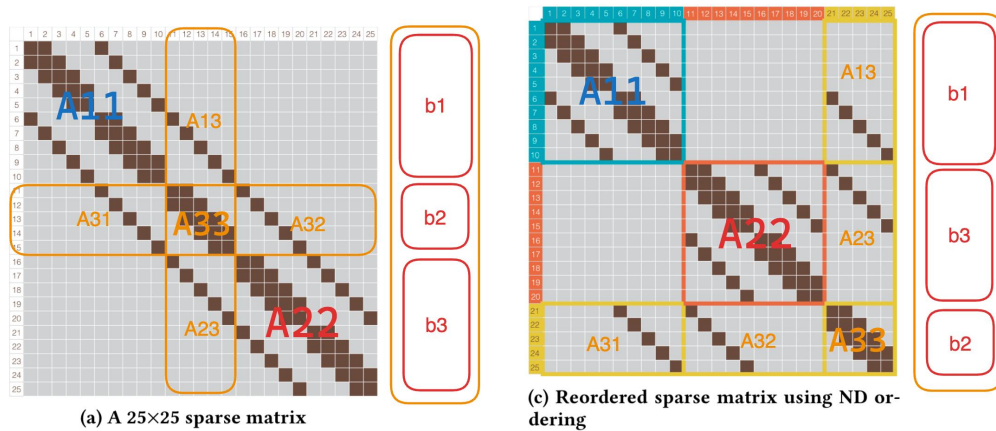 1 2 3 4 5 6 7 8 9 10 11 12 13 14 15 16 17 18 19 20 21 22 23 24 25
1
2
3
4
5
6
7
8
9
10
11
12
13
14
15
16
17
18
19
20
21
22
23
24
25
A11
A13
A31
A33
A32
A23
A22
b1
b2
b3
(a) A 25×25 sparse matrix
1 2 3 4 5 6 7 8 9 10 11 12 13 14 15 16 17 18 19 20 21 22 23 24 25
1
2
3
4
5
6
7
8
9
10
11
12
13
14
15
16
17
18
19
20
21
22
23
24
25
A11
A13
A22
A23
A31
A32
A33
b1
b3
b2
(c) Reordered sparse matrix using ND or-
dering